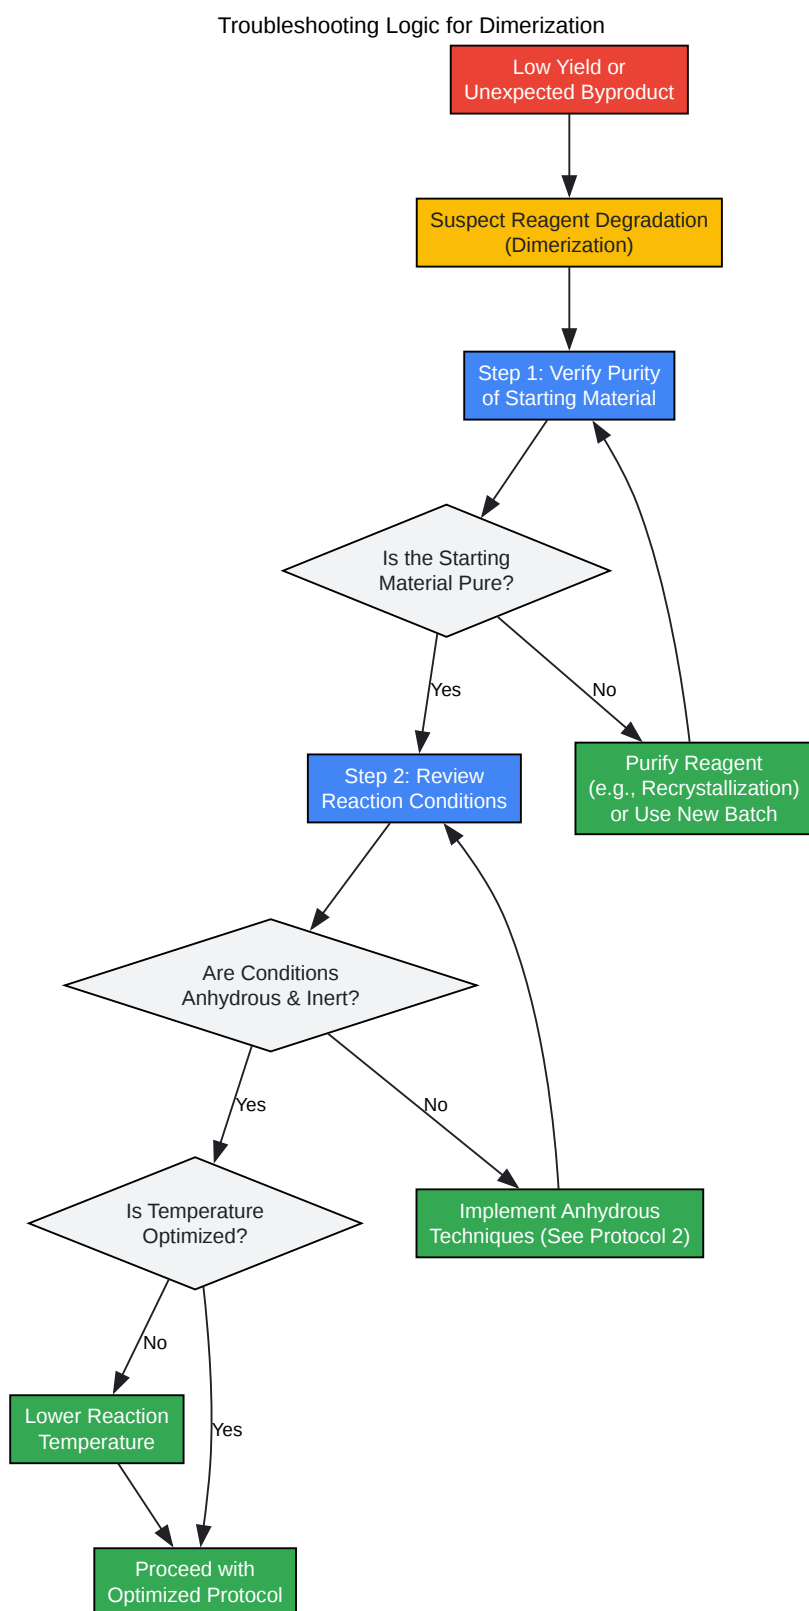 Troubleshooting Logic for Dimerization
Low Yield or
Unexpected Byproduct
Suspect Reagent Degradation
(Dimerization)
Step 1: Verify Purity
of Starting Material
Is the Starting
Material Pure?
Yes
No
Step 2: Review
Reaction Conditions
Purify Reagent
(e.g., Recrystallization)
or Use New Batch
Are Conditions
Anhydrous & Inert?
Yes
No
Is Temperature
Optimized?
Implement Anhydrous
Techniques (See Protocol 2)
No
Yes
Lower Reaction
Temperature
Proceed with
Optimized Protocol